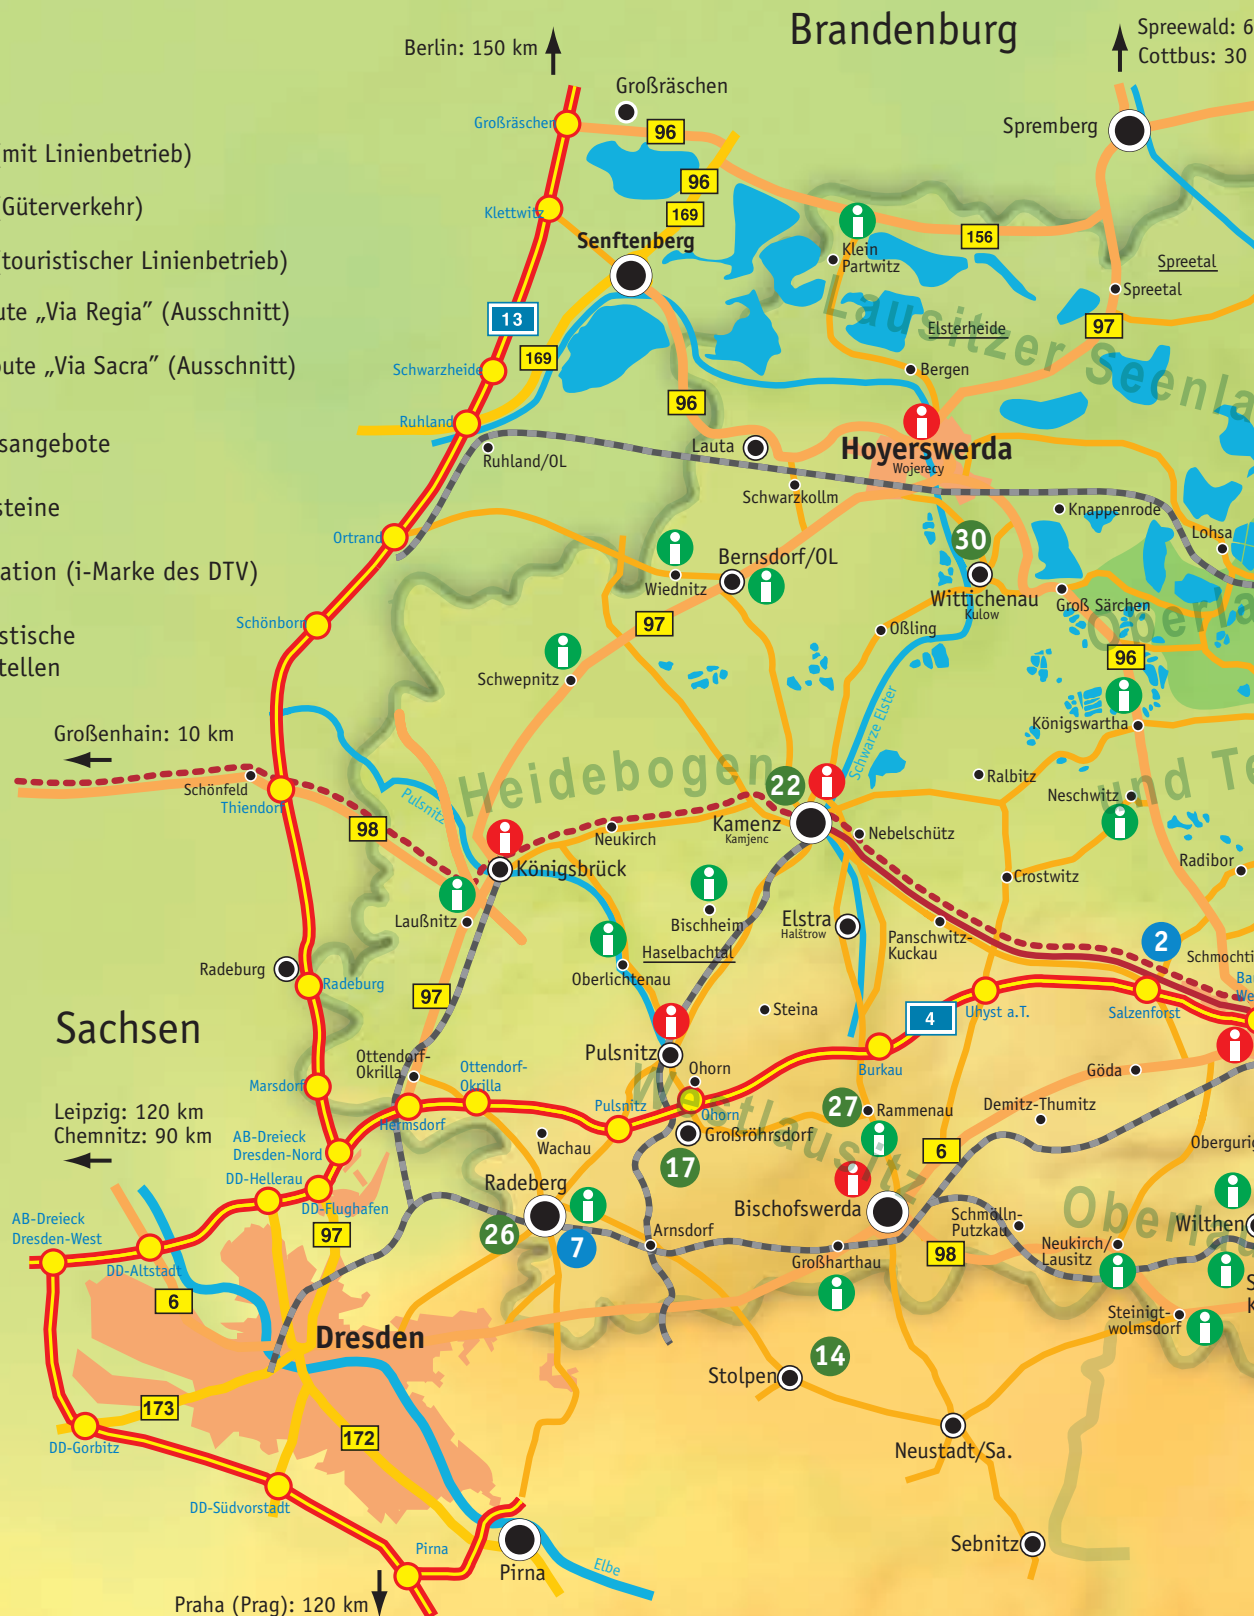 Brandenburg
Berlin: 150 km
Spreewald: 6
Cottbus: 30
Großräschen
Großräschen
96
Spremberg
mit Linienbetrieb)
Güterverkehr)
touristischer Linienbetrieb)
ute „Via Regia” (Ausschnitt)
oute „Via Sacra” (Ausschnitt)
sangebote
steine
ation (i-Marke des DTV)
stische
tellen
96
169
Klettwitz
Senftenberg
156
Klein
Partwitz
Spreetal
Spreetal
13
Lausitzer Seenla
Elsterheide
97
169
Schwarzheide
Bergen
96
Ruhland
Ruhland/OL
Lauta
Hoyerswerda
Wojerecy
Schwarzkollm
Knappenrode
Ortrand
30
Lohsa
Bernsdorf/OL
Wiednitz
Wittichenau
Kulow
Groß Särchen
Oberla
Schönborn
97
Oßling
96
Schwepnitz
Schwarze Elster
Königswartha
Großenhain: 10 km
Schönfeld
Thiendorf
Heidebogen
22
Ralbitz
und Te
Neschwitz
Pulsnitz
98
Neukirch
Kamenz
Kamjenc
Nebelschütz
Königsbrück
Radibor
Crostwitz
Laußnitz
Bischheim
Elstra
Halštrow
Panschwitz-
Kuckau
2
Haselbachtal
Oberlichtenau
Schmochti
Radeburg
Radeburg
97
Steina
4
Uhyst a.T.
Salzenforst
Bau
We
Sachsen
Pulsnitz
Ottendorf-
Okrilla
Ottendorf-
Okrilla
Ohorn
Burkau
Göda
Marsdorf
Westlausitz
Leipzig: 120 km
Chemnitz: 90 km
Hermsdorf
Pulsnitz
Ohorn
27
Rammenau
Demitz-Thumitz
AB-Dreieck
Dresden-Nord
Wachau
Großröhrsdorf
6
Obergurig
DD-Hellerau
17
DD-Flughafen
Radeberg
Bischofswerda
Oberlau
AB-Dreieck
Dresden-West
97
26
7
Arnsdorf
Schmölln-
Putzkau
Wilthen
Neukirch/
Lausitz
98
Großharthau
DD-Altstadt
6
S
K
Steinigt-
wolmsdorf
Dresden
14
Stolpen
173
172
DD-Gorbitz
Neustadt/Sa.
DD-Südvorstadt
Sebnitz
Pirna
Pirna
Elbe
Praha (Prag): 120 km